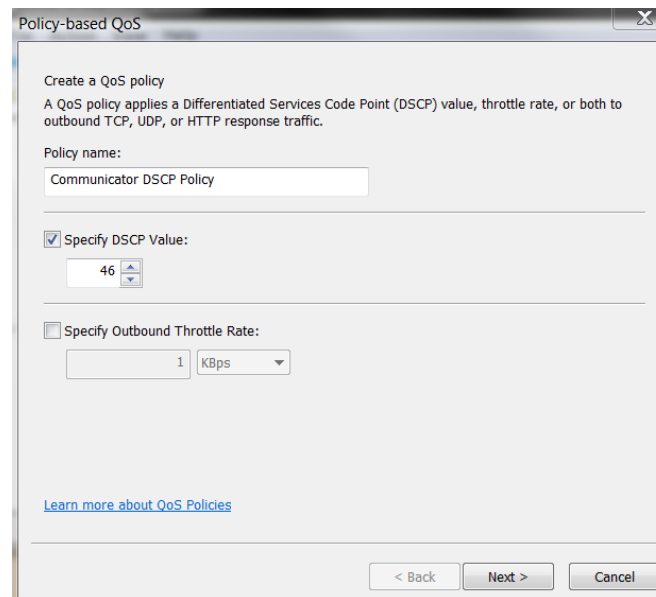 Policy-based QoS
Create a QoS policy
A QoS policy applies a Differentiated Services Code Point (DSCP) value, throttle rate, or both to
outbound TCP, UDP, or HTTP response traffic.
Policy name:
Communicator DSCP Policy
Specify DSCP Value:
46
Specify Outbound Throttle Rate:
1 KBps
Learn more about QoS Policies
< Back Next > Cancel